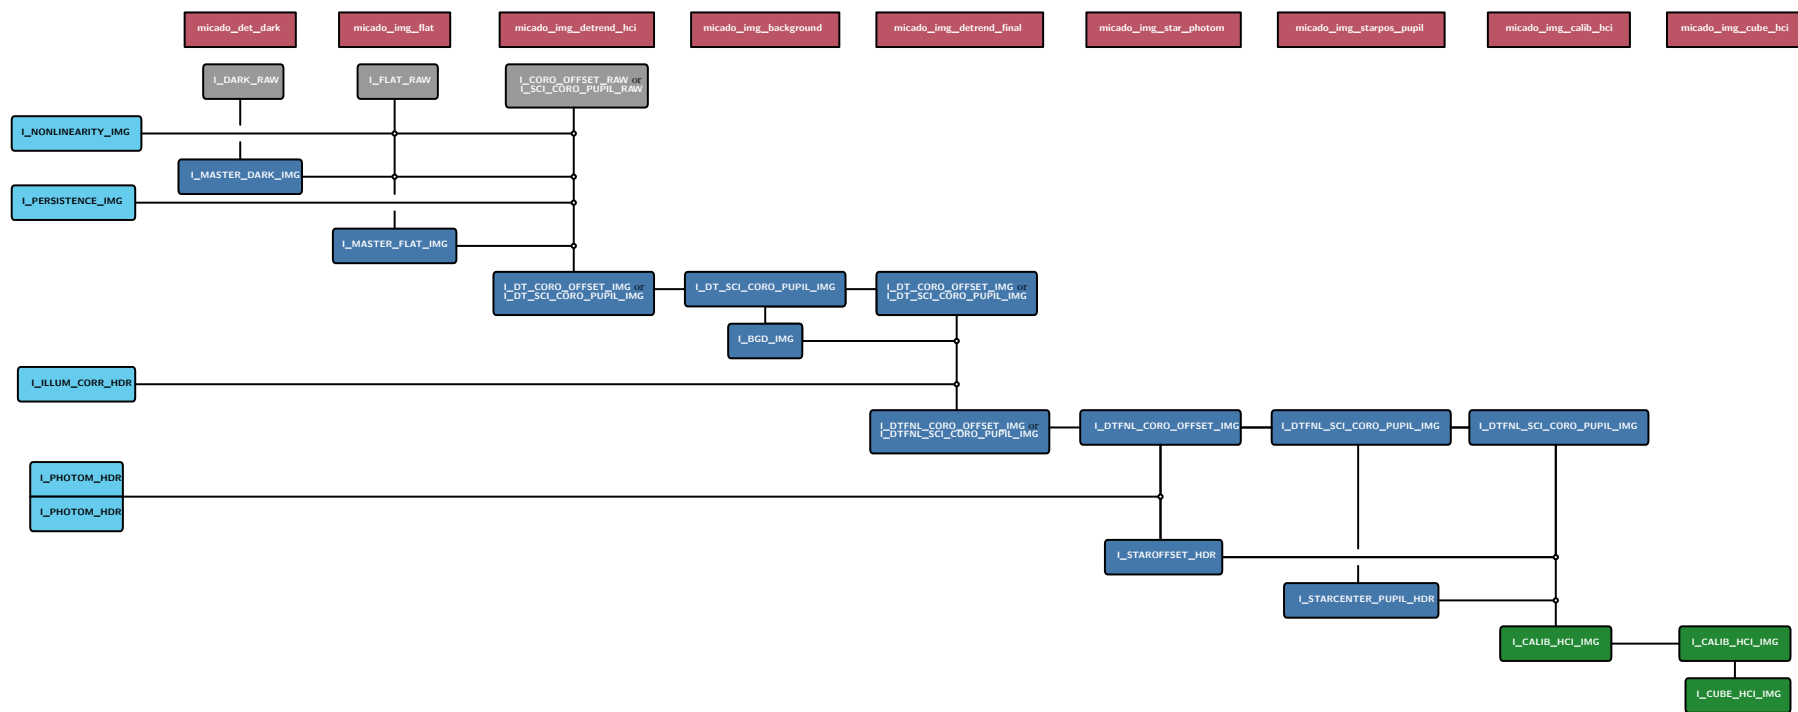 micado_det_dark
micado_img_flat
micado_img_detrend_hci
micado_img_background
micado_img_detrend_final
micado_img_star_photom
micado_img_starpos_pupil
micado_img_calib_hci
micado_img_cube_hci
I_DARK_RAW
I_FLAT_RAW
I_CORO_OFFSET_RAW or
I_SCI_CORO_PUPIL_RAW
I_NONLINEARITY_IMG
I_MASTER_DARK_IMG
I_PERSISTENCE_IMG
I_MASTER_FLAT_IMG
I_DT_CORO_OFFSET_IMG or
I_DT_SCI_CORO_PUPIL_IMG
I_DT_SCI_CORO_PUPIL_IMG
I_DT_CORO_OFFSET_IMG or
I_DT_SCI_CORO_PUPIL_IMG
I_BGD_IMG
I_ILLUM_CORR_HDR
I_DTFNL_CORO_OFFSET_IMG or
I_DTFNL_SCI_CORO_PUPIL_IMG
I_DTFNL_CORO_OFFSET_IMG
I_DTFNL_SCI_CORO_PUPIL_IMG
I_DTFNL_SCI_CORO_PUPIL_IMG
I_PHOTOM_HDR
I_PHOTOM_HDR
I_STAROFFSET_HDR
I_STARCENTER_PUPIL_HDR
I_CALIB_HCI_IMG
I_CALIB_HCI_IMG
I_CUBE_HCI_IMG